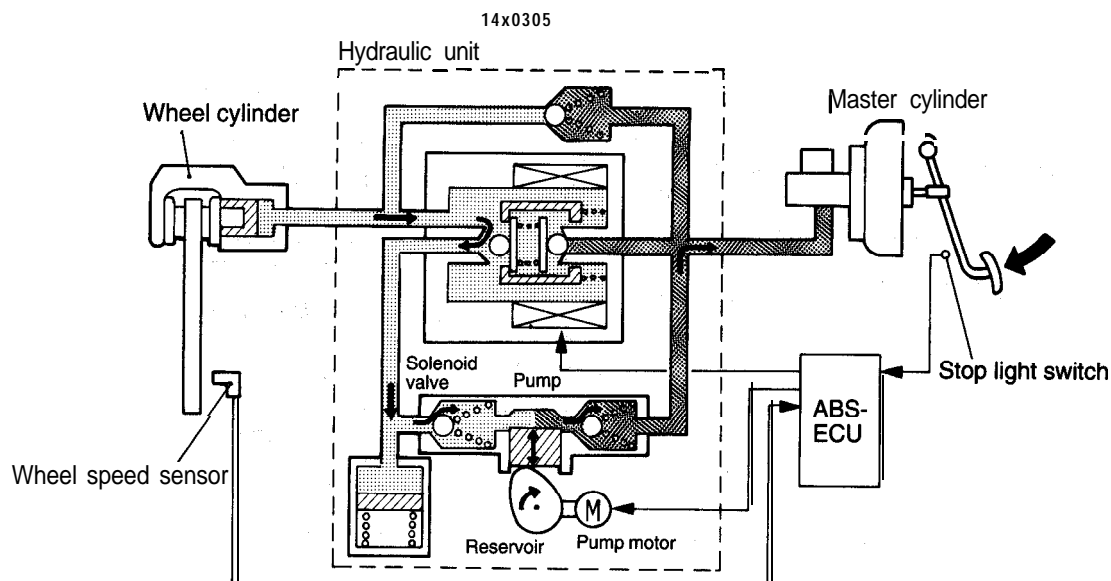 14x0305
Hydraulic unit
Wheel cylinder
Master cylinder
Solenoid
valve
Pump
Stop light switch
ABS-
ECU
Wheel speed sensor
M
Reservoir
Pump motor